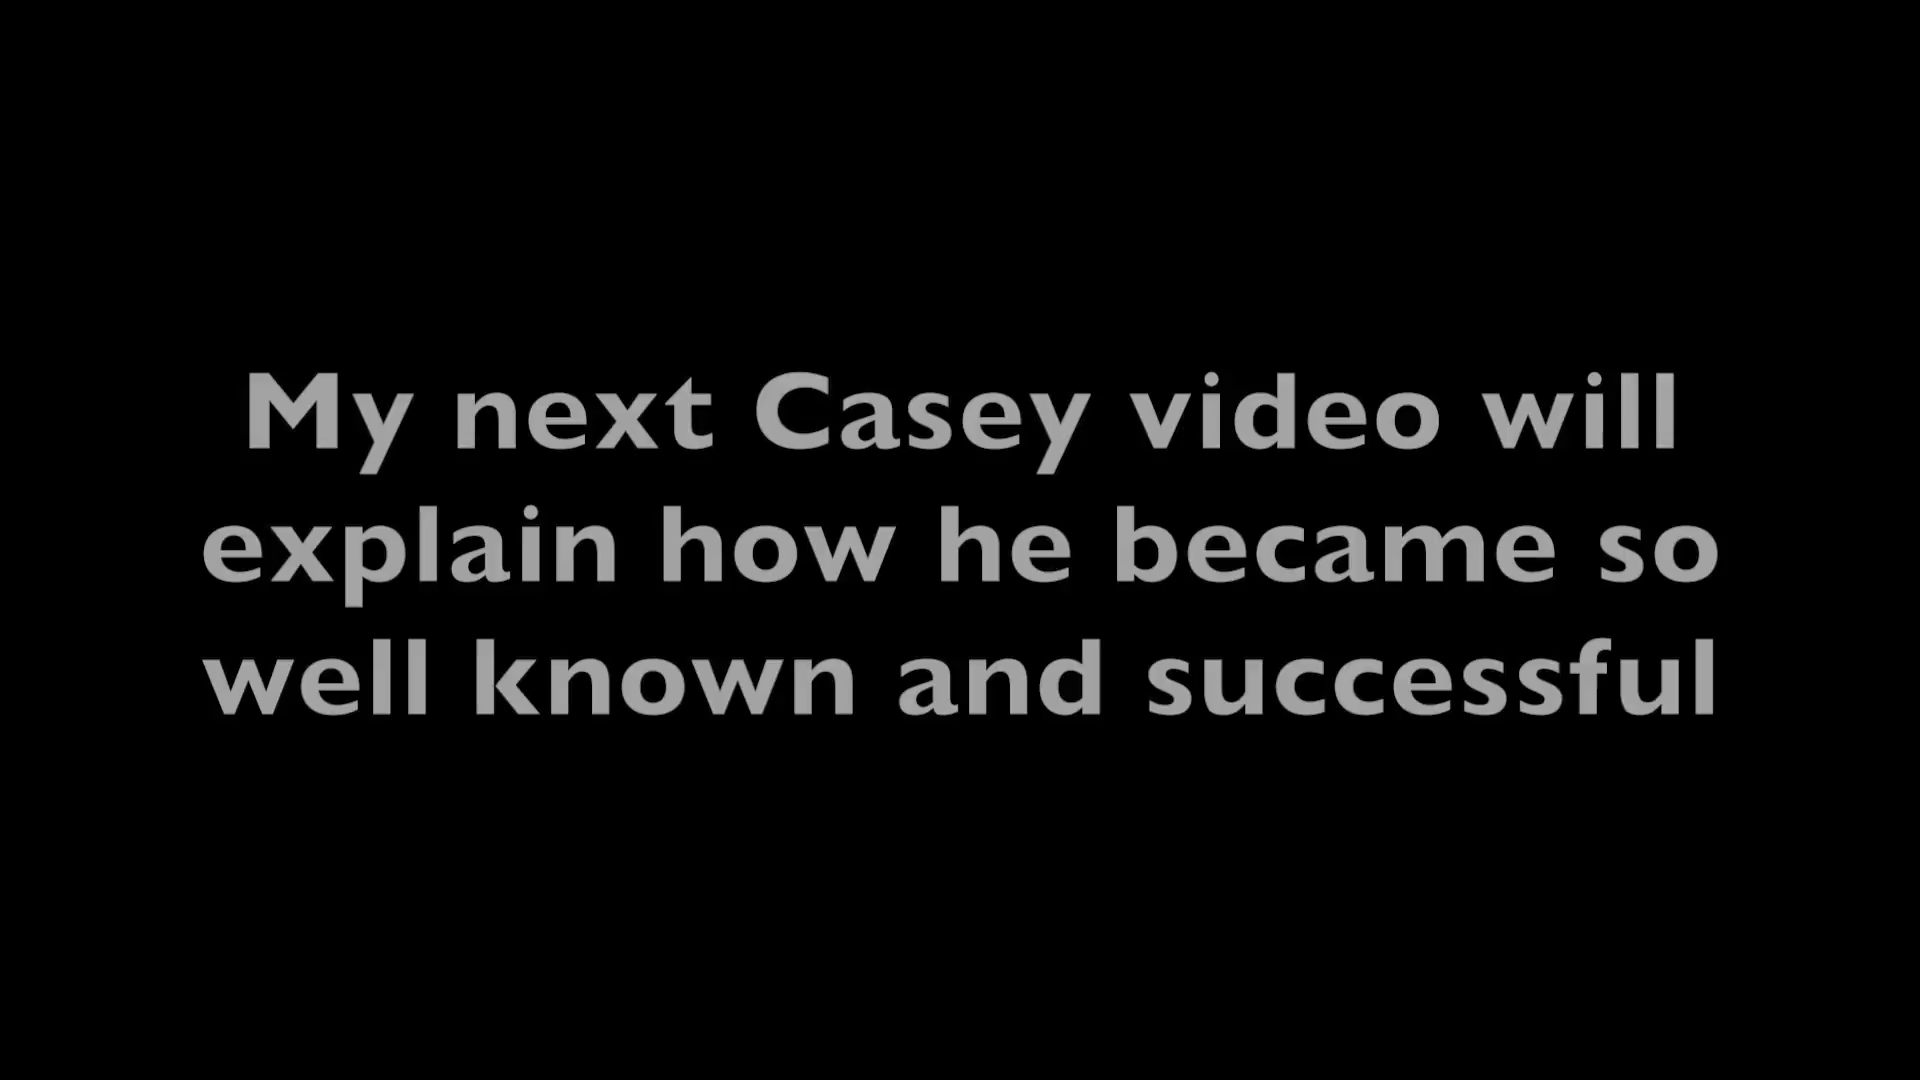 My next Casey video will
explain how he became so
well known and successful